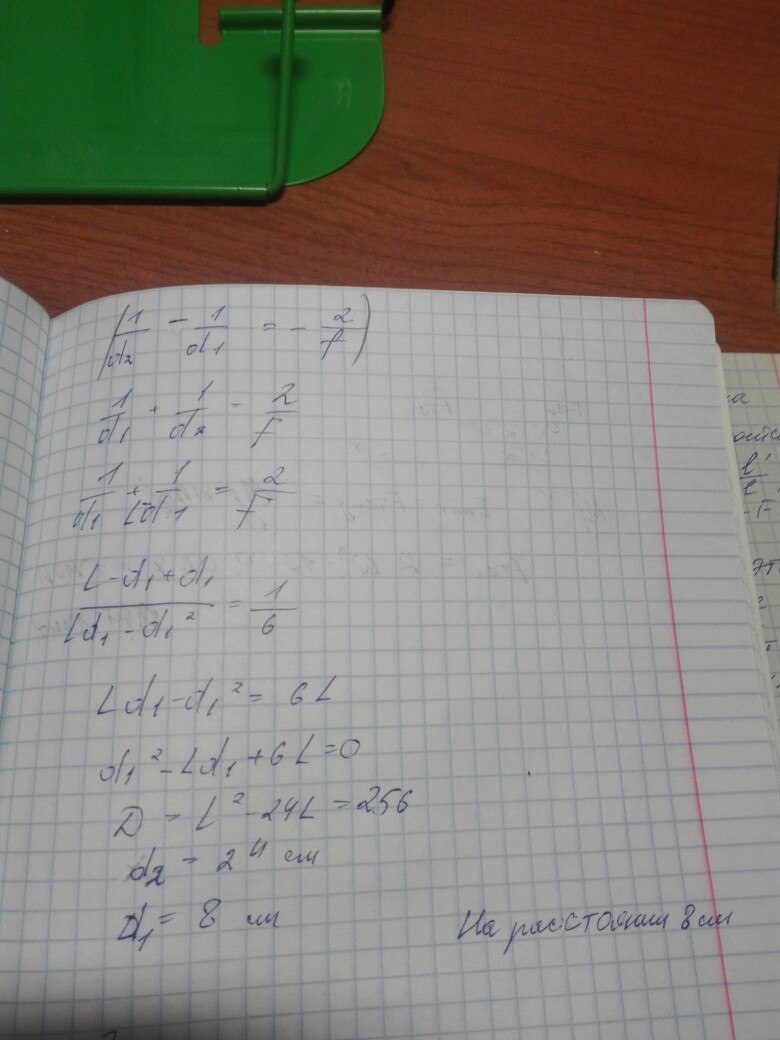 (1/d₂ - 1/d₁ = - 2/f)
1/d₁ + 1/d₂ = 2/F
1/d₁ + 1/(L-d₁) = 2/F
(L-d₁+d₁)/(Ld₁-d₁²) = 1/6
Ld₁-d₁² = 6L
d₁²-Ld₁+6L=0
D = L²-24L=256
d₂ = 24 см
d₁ = 8 см
На расстоянии 8 см